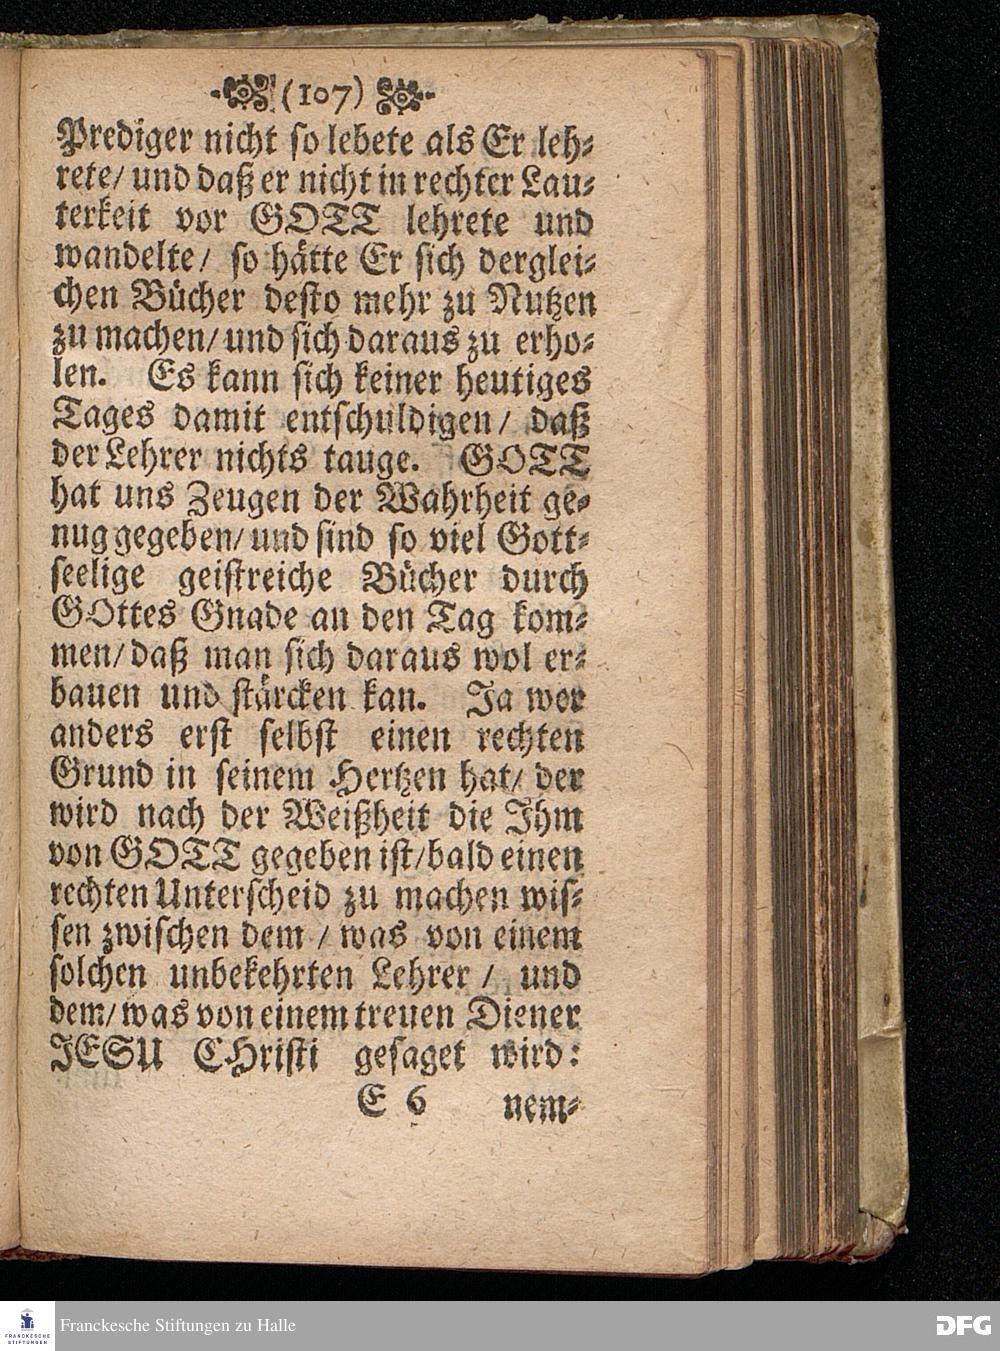 (107)
Prediger nicht so lebete als Er leh-
rete/ und daß er nicht in rechter Lau-
terkeit vor GOTT lehrete und
wandelte/ so hätte Er sich derglei-
chen Bücher desto mehr zu Nutzen
zu machen/ und sich daraus zu erho-
len. Es kann sich keiner heutiges
Tages damit entschuldigen/ daß
der Lehrer nichts tauge. GOTT
hat uns Zeugen der Wahrheit ge-
nug gegeben/ und sind so viel Gott-
seelige geistreiche Bücher durch
GOttes Gnade an den Tag kom-
men/ daß man sich daraus wol er-
bauen und stärcken kan. Ja wer
anders erst selbst einen rechten
Grund in seinem Hertzen hat/ der
wird nach der Weißheit die Ihm
von GOTT gegeben ist/ bald einen
rechten Unterscheid zu machen wis-
sen zwischen dem / was von einem
solchen unbekehrten Lehrer / und
dem/ was von einem treuen Diener
JESU CHristi gesaget wird:
E 6 nem-
FRANCKESCHE
STIFTUNGEN
Franckesche Stiftungen zu Halle
DFG